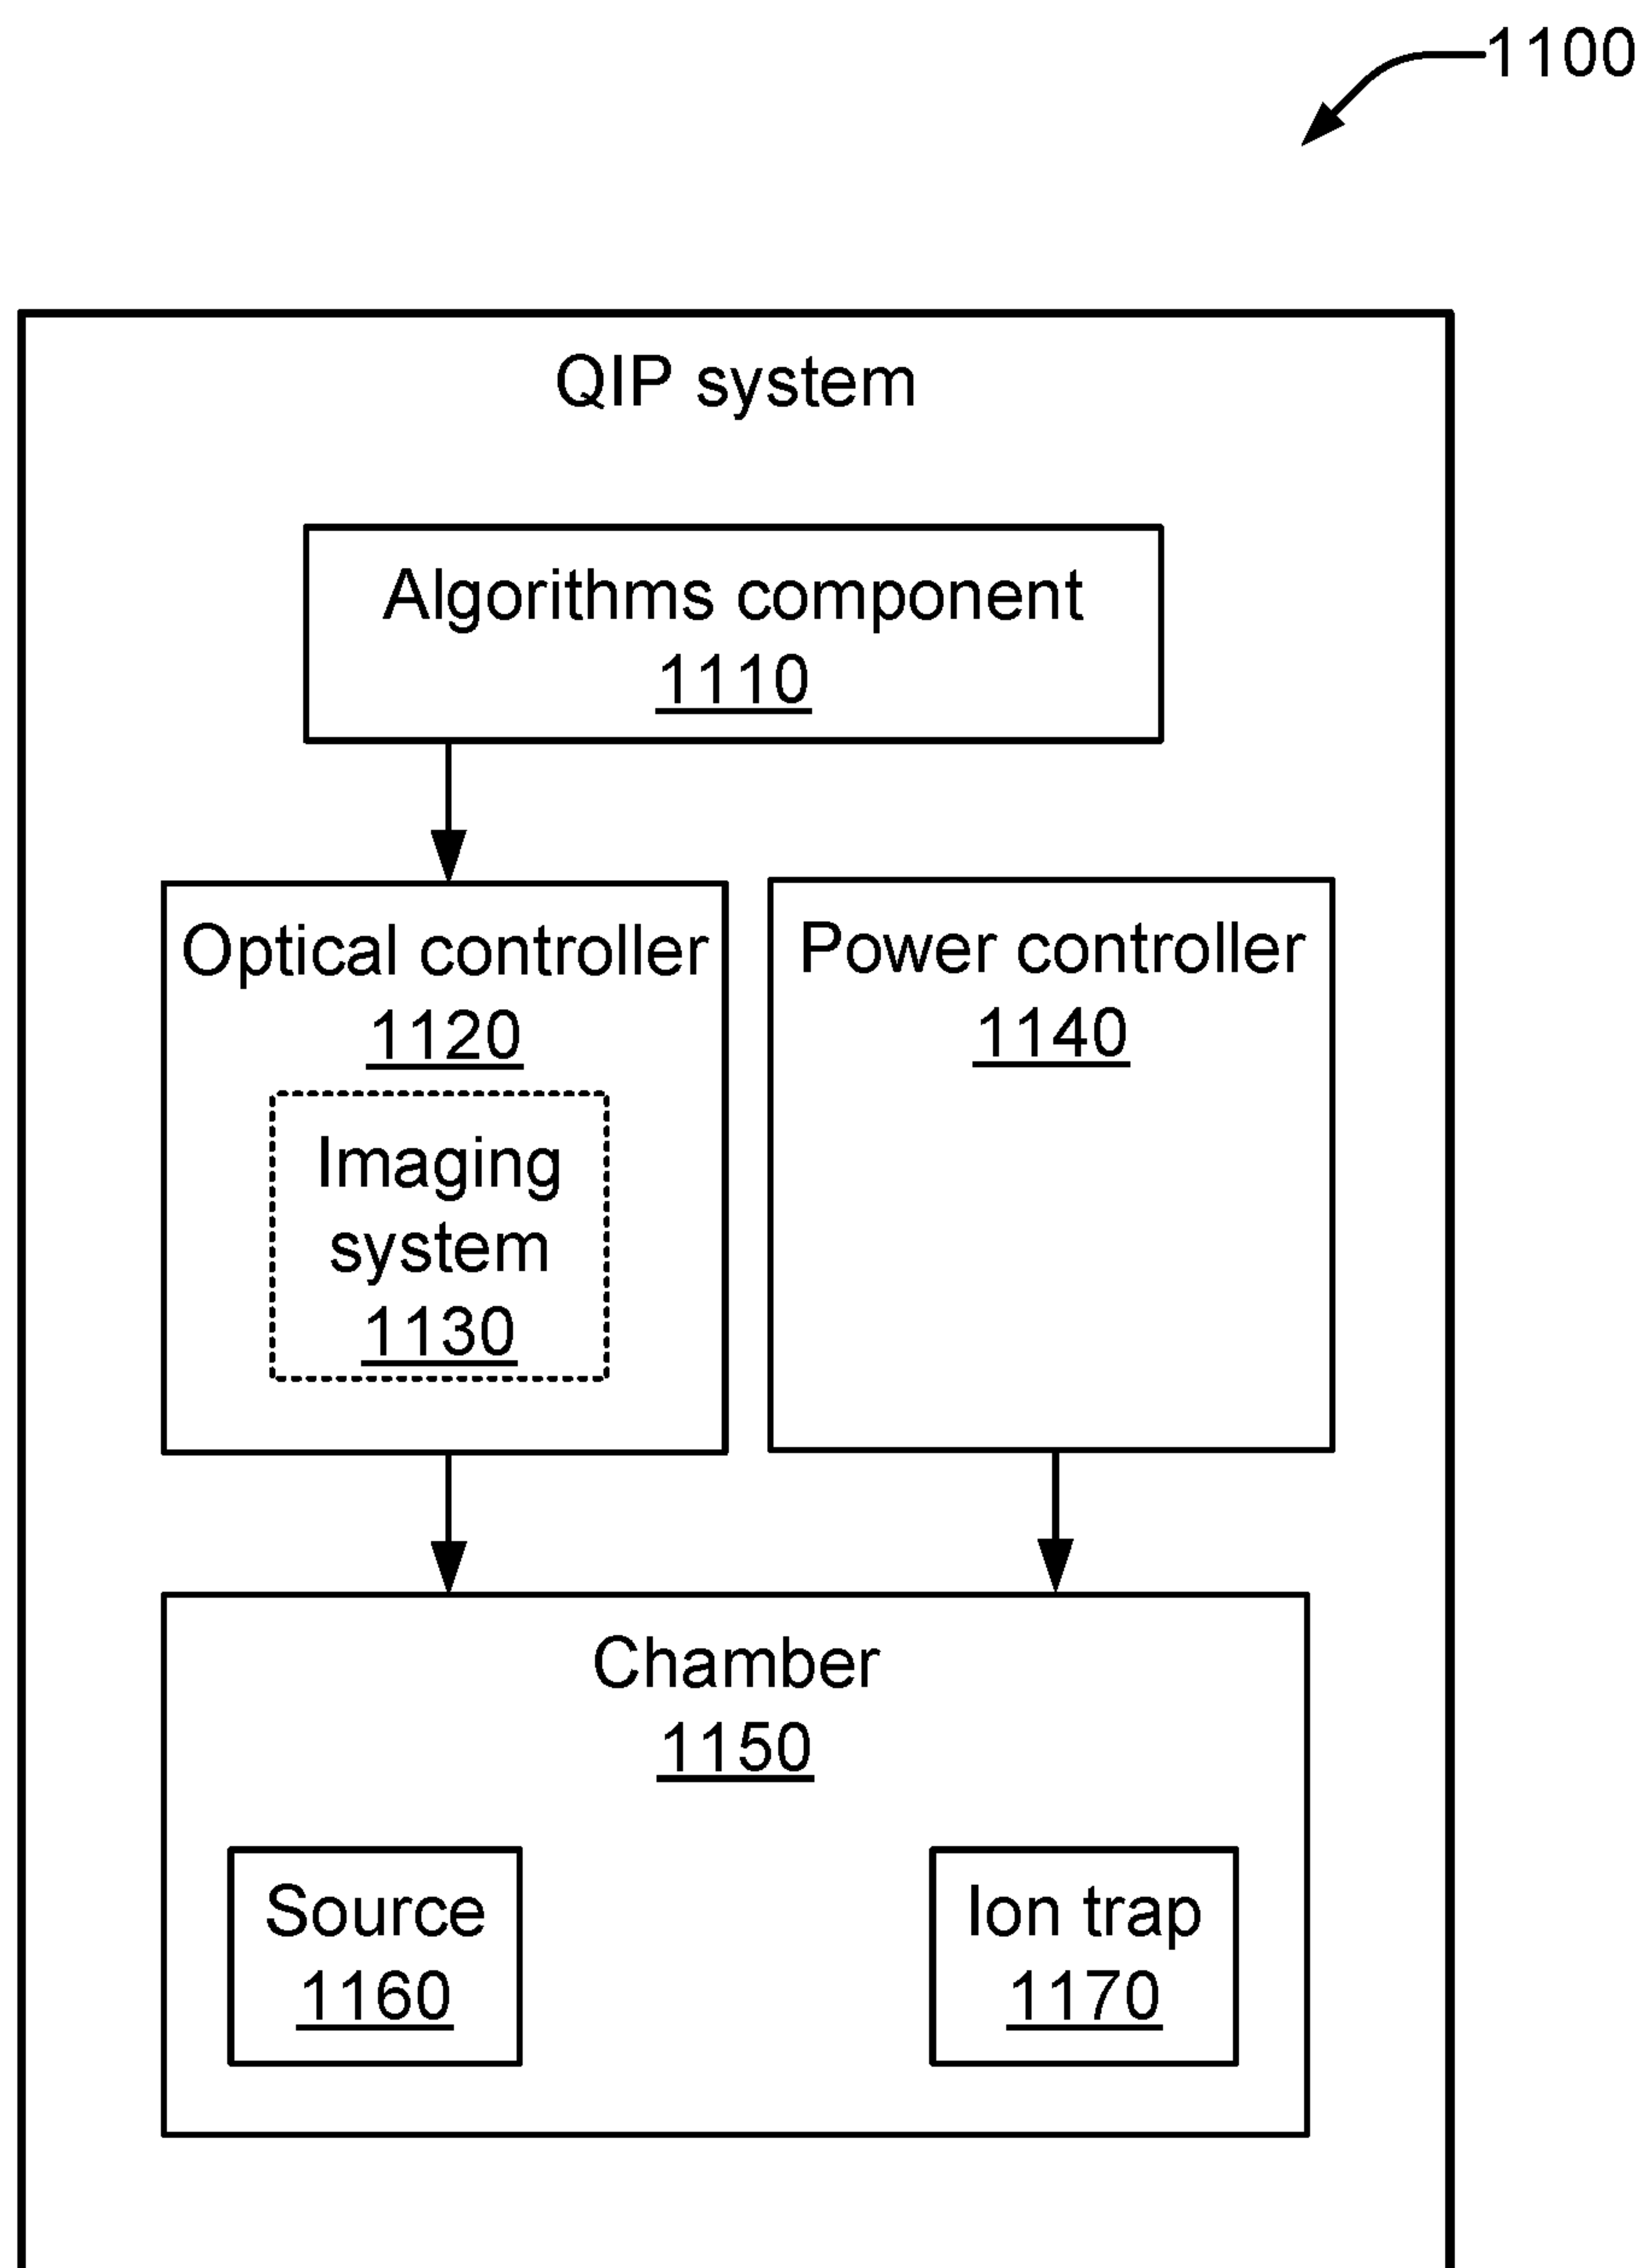 1100
QIP system
Algorithms component
1110
Optical controller
1120
Imaging
system
1130
Power controller
1140
Chamber
1150
Source
1160
Ion trap
1170